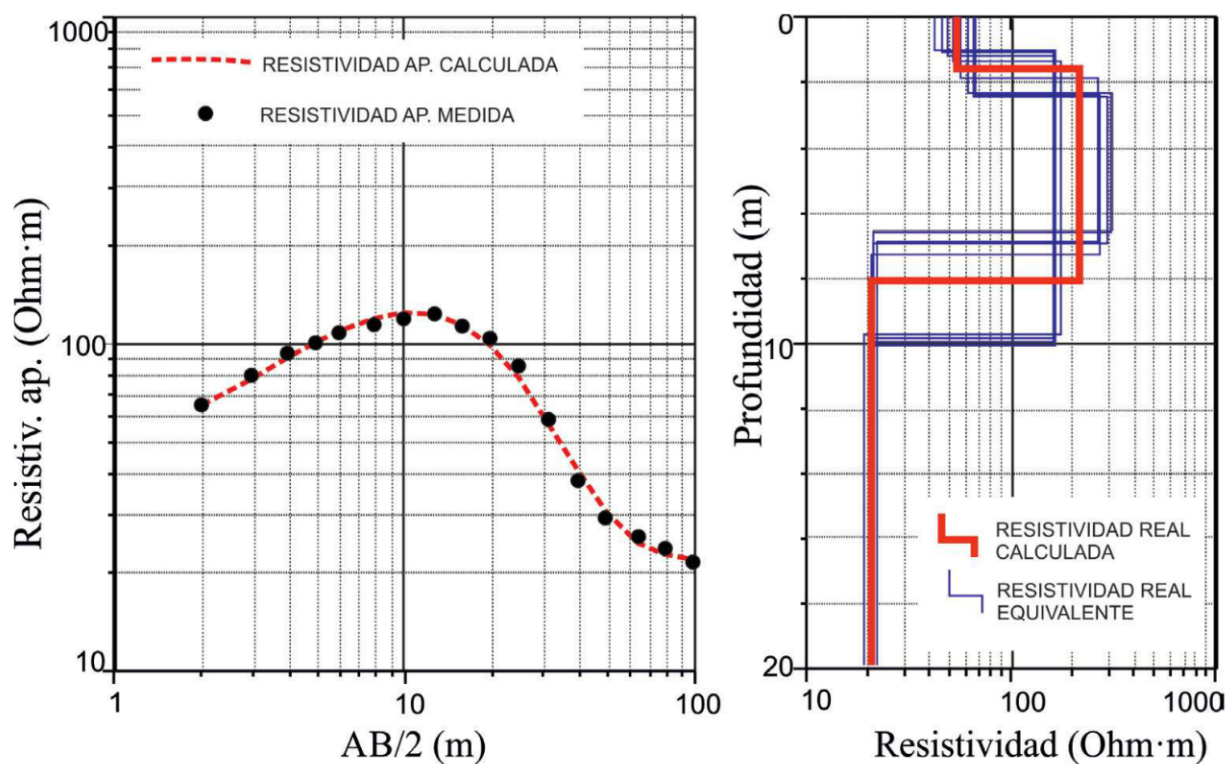 1000
RESISTIVIDAD AP. CALCULADA
RESISTIVIDAD AP. MEDIDA
100
10
Resistiv. ap. (Ohm·m)
1
10
100
AB/2 (m)
0
10
20
Profundidad (m)
RESISTIVIDAD REAL
CALCULADA
RESISTIVIDAD REAL
EQUIVALENTE
10
100
1000
Resistividad (Ohm·m)